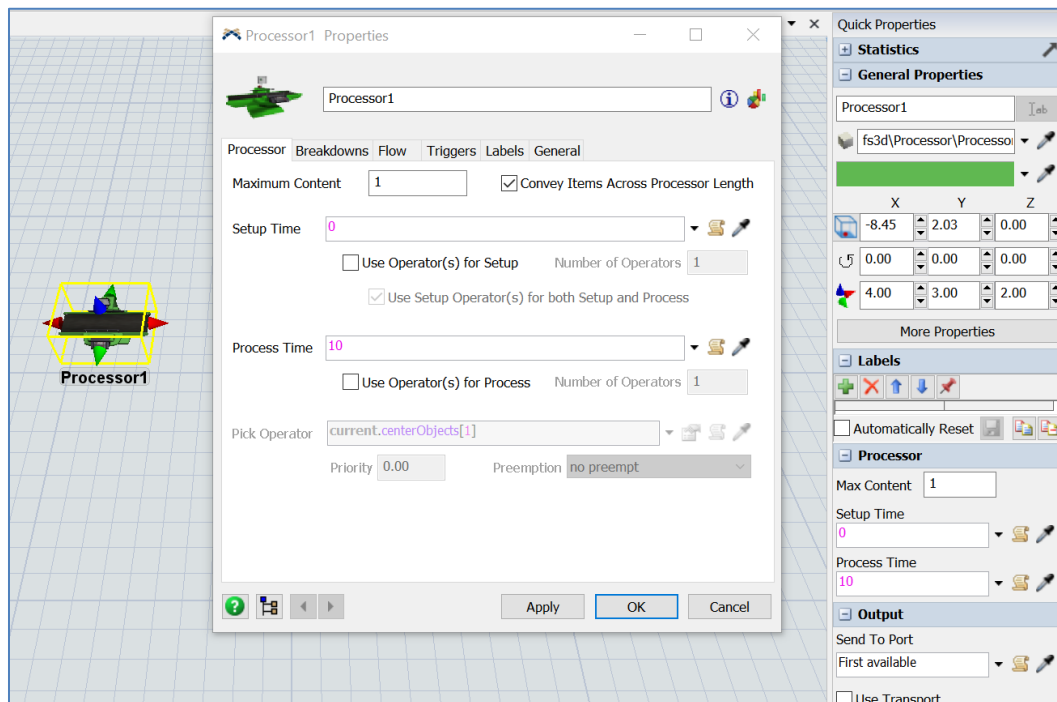 Processor1 Properties
Processor1
Processor Breakdowns Flow Triggers Labels General
Maximum Content 1 Convey Items Across Processor Length
Setup Time 0
Use Operator(s) for Setup Number of Operators 1
Use Setup Operator(s) for both Setup and Process
Process Time 10
Use Operator(s) for Process Number of Operators 1
Pick Operator current.centerObjects[1]
Priority 0.00 Preemption no preempt
Apply OK Cancel
Processor1
Quick Properties
Statistics
General Properties
Processor1 ab
fs3d\Processor\Processo
X Y Z
-8.45 2.03 0.00
0.00 0.00 0.00
4.00 3.00 2.00
More Properties
Labels
Automatically Reset
Processor
Max Content 1
Setup Time
0
Process Time
10
Output
Send To Port
First available
Use Transport